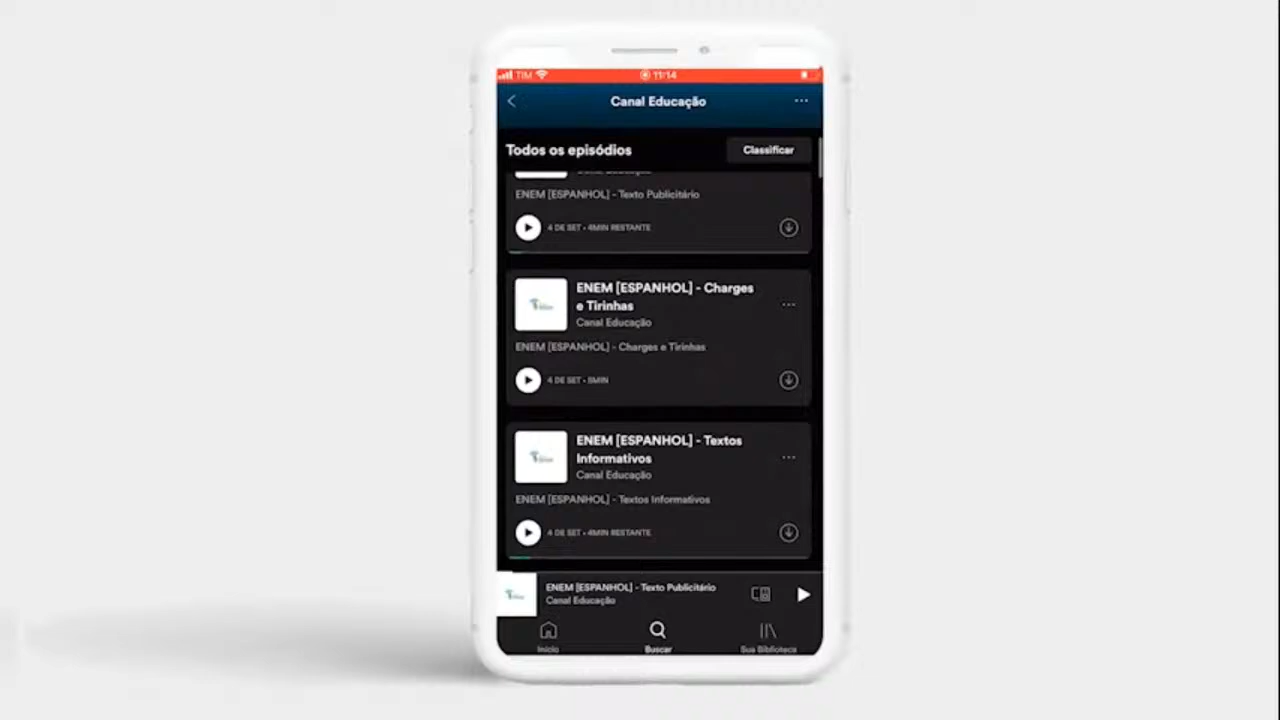 TIM 11:14
Canal Educação
Todos os episódios Classificar
ENEM [ESPANHOL] - Texto Publicitário
4 DE SET • 4MIN RESTANTE
ENEM [ESPANHOL] - Charges
e Tirinhas
Canal Educação
ENEM [ESPANHOL] - Charges e Tirinhas
4 DE SET • 5MIN
ENEM [ESPANHOL] - Textos
Informativos
Canal Educação
ENEM [ESPANHOL] - Textos Informativos
4 DE SET • 4MIN RESTANTE
ENEM [ESPANHOL] - Texto Publicitário
Canal Educação
Início Buscar Sua Biblioteca